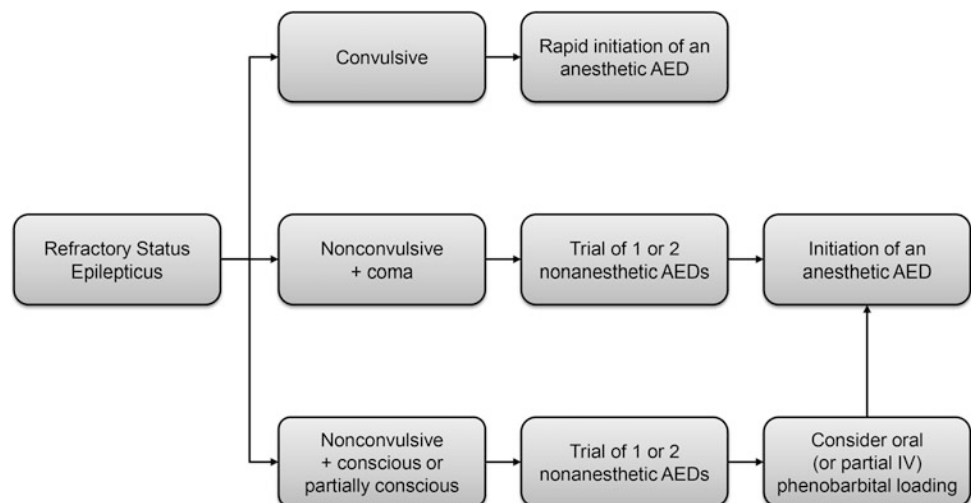 Convulsive
Rapid initiation of an
anesthetic AED
Refractory Status
Epilepticus
Nonconvulsive
+ coma
Trial of 1 or 2
nonanesthetic AEDs
Initiation of an
anesthetic AED
Nonconvulsive
+ conscious or
partially conscious
Trial of 1 or 2
nonanesthetic AEDs
Consider oral
(or partial IV)
phenobarbital loading